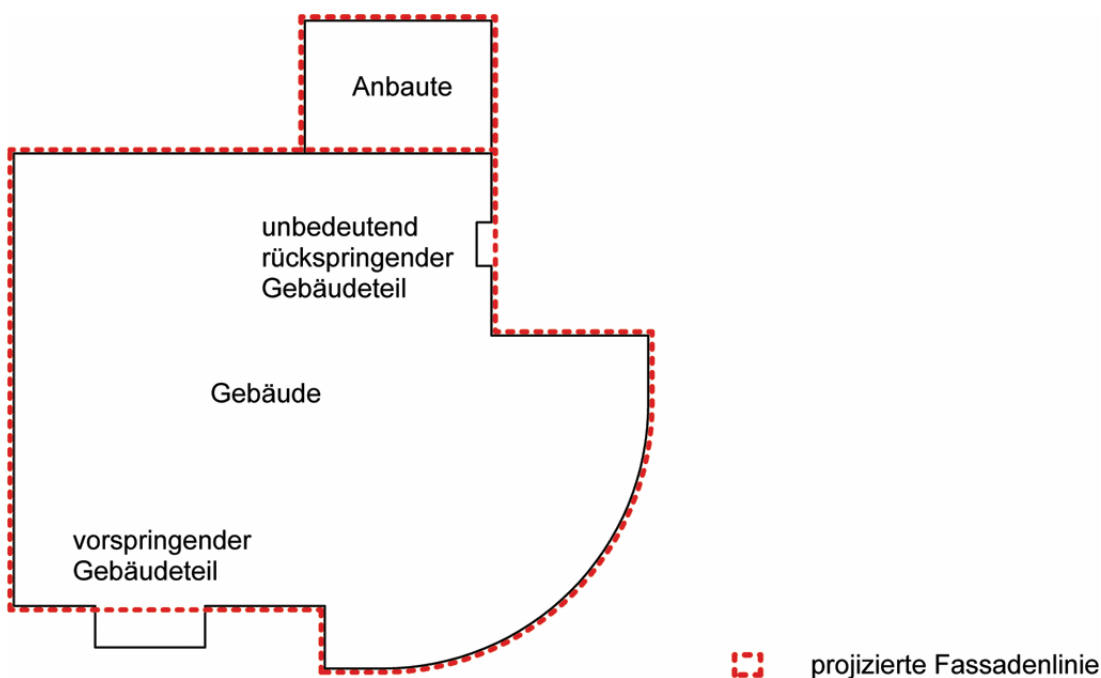 Anbaute
unbedeutend
rückspringender
Gebäudeteil
Gebäude
vorspringender
Gebäudeteil
projizierte Fassadenlinie